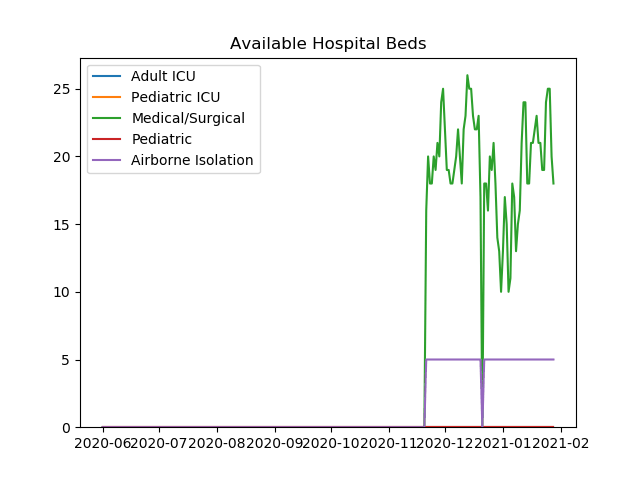 Available Hospital Beds
Adult ICU
Pediatric ICU
Medical/Surgical
Pediatric
Airborne Isolation
25
20
15
10
5
0
2020-06 2020-07 2020-08 2020-09 2020-10 2020-11 2020-12 2021-01 2021-02